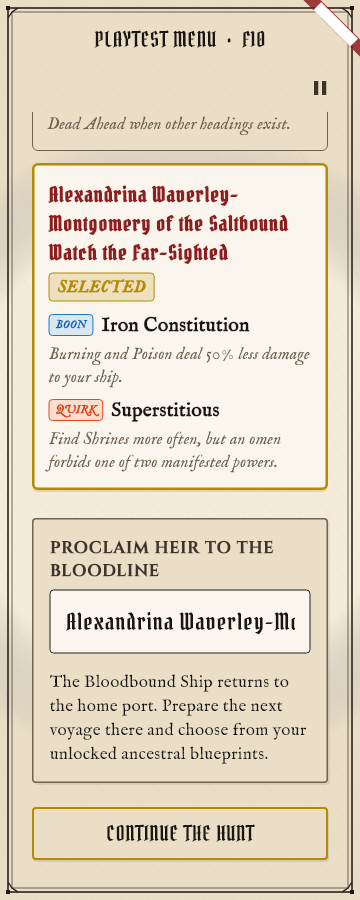 PLAYTEST MENU · F10
Dead Ahead when other headings exist.
Alexandrina Waverley-
Montgomery of the Saltbound
Watch the Far-Sighted
SELECTED
BOON Iron Constitution
Burning and Poison deal 50% less damage
to your ship.
QUIRK Superstitious
Find Shrines more often, but an omen
forbids one of two manifested powers.
PROCLAIM HEIR TO THE
BLOODLINE
Alexandrina Waverley-Mo
The Bloodbound Ship returns to
the home port. Prepare the next
voyage there and choose from your
unlocked ancestral blueprints.
CONTINUE THE HUNT